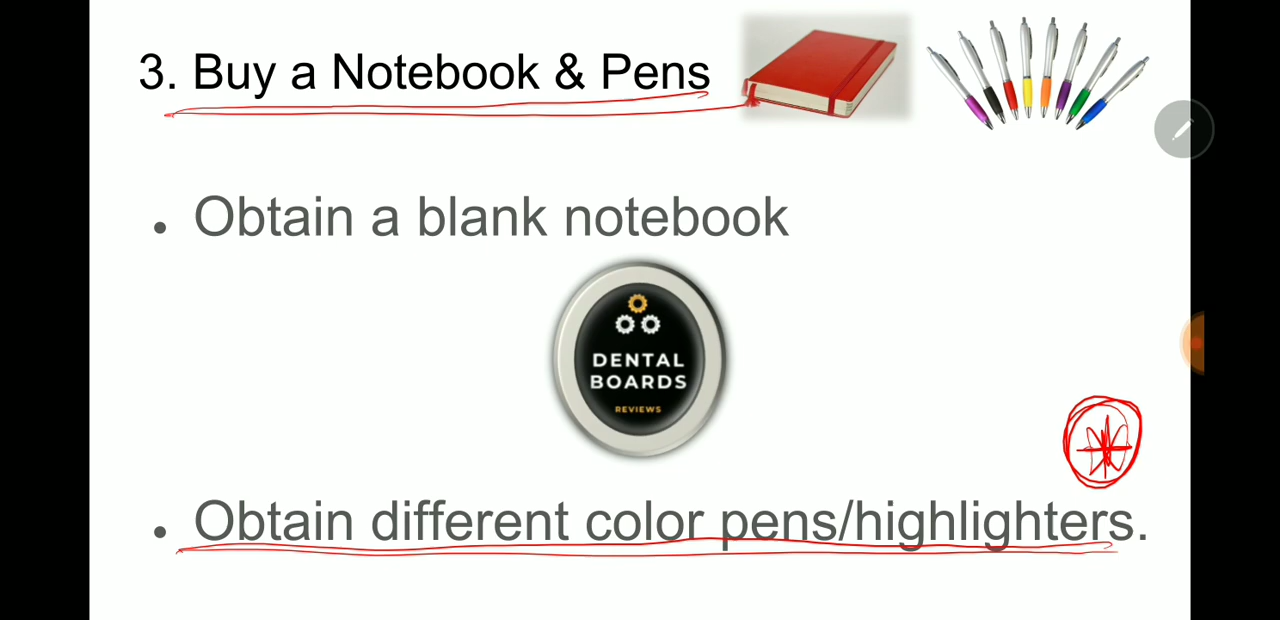 3. Buy a Notebook & Pens
• Obtain a blank notebook
DENTAL
BOARDS
REVIEWS
• Obtain different color pens/highlighters.